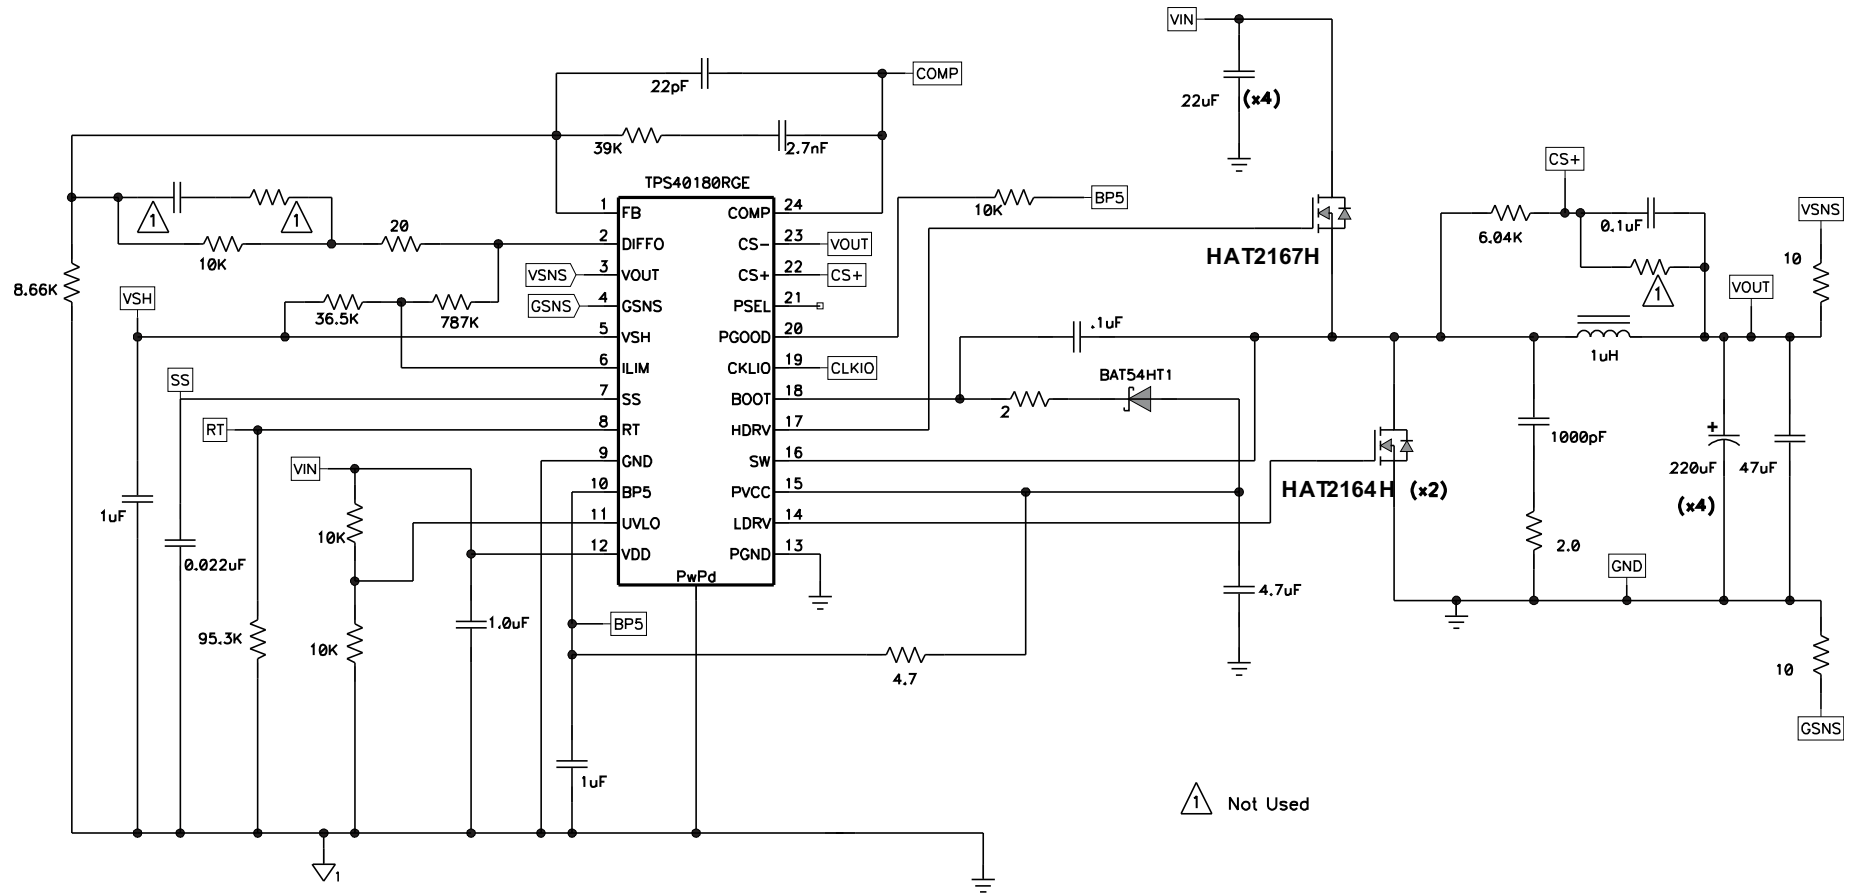 VIN
22pF
COMP
22uF (x4)
39K
2.7nF
CS+
TPS40180RGE
1
1
10K
BP5
VSNS
1 FB COMP 24
20
6.04K
0.1uF
2 DIFFO CS- 23 VOUT
10K
HAT2167H
10
VSNS 3 VOUT CS+ 22 CS+
1
8.66K
VSH
GSNS 4 GSNS PSEL 21
VOUT
36.5K
787K
.1uF
5 VSH PGOOD 20
1uH
6 ILIM CKLIO 19 CLKIO
SS
BAT54HT1
7 SS BOOT 18
2
RT
8 RT HDRV 17
+
1000pF
VIN
9 GND SW 16
220uF
47uF
10 BP5 PVCC 15
HAT2164H (x2)
(x4)
1uF
11 UVLO LDRV 14
10K
2.0
12 VDD PGND 13
0.022uF
GND
PwPd
4.7uF
1.0uF
BP5
95.3K
10K
4.7
10
GSNS
1uF
1 Not Used
1